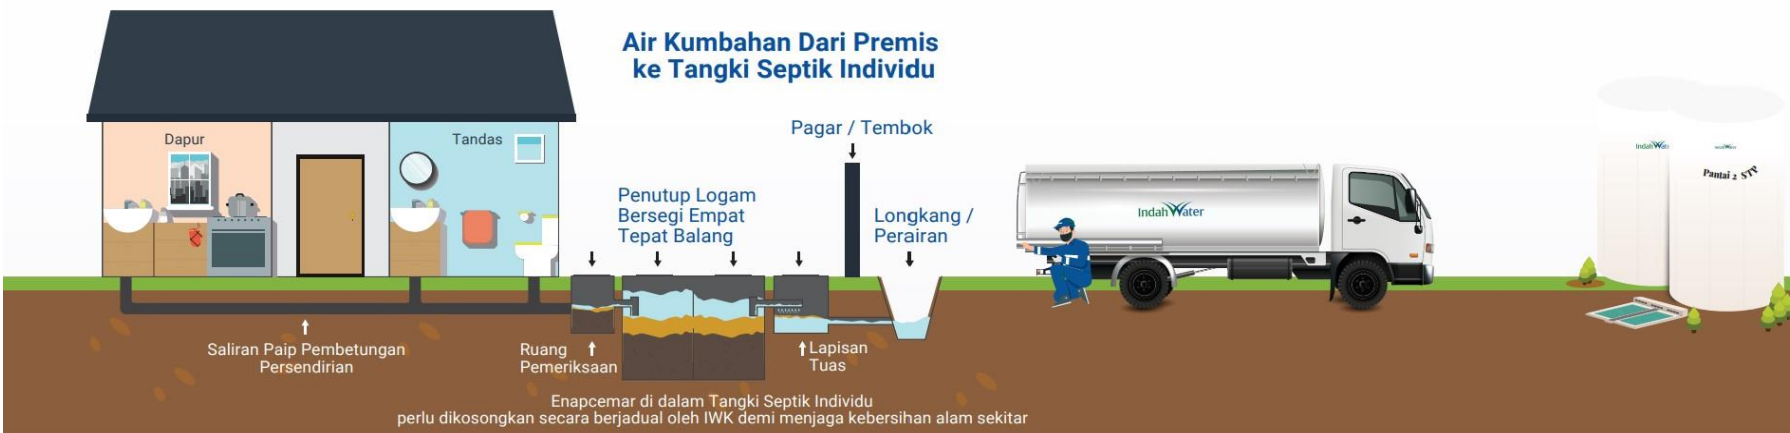 Air Kumbahan Dari Premis
ke Tangki Septik Individu
Dapur
Tandas
Pagar / Tembok
Penutup Logam
Bersegi Empat
Tepat Balang
Longkang /
Perairan
IndahWater
IndahWater
Pantai 2 STP
Saliran Paip Pembetungan
Persendirian
Ruang
Pemeriksaan
Lapisan
Tuas
Enapcemar di dalam Tangki Septik Individu
perlu dikosongkan secara berjadual oleh IWK demi menjaga kebersihan alam sekitar